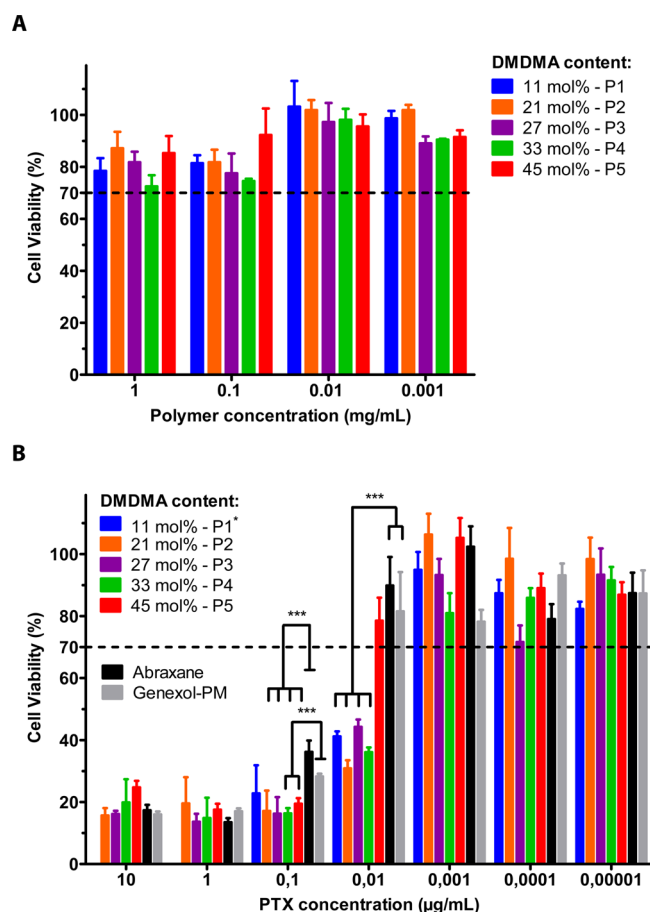 A
DMDMA content:
11 mol% - P1
21 mol% - P2
27 mol% - P3
33 mol% - P4
45 mol% - P5
100
80
70
60
40
20
0
Cell Viability (%)
1 0.1 0.01 0.001
Polymer concentration (mg/mL)
B
DMDMA content:
11 mol% - P1*
21 mol% - P2
27 mol% - P3
33 mol% - P4
45 mol% - P5
Abraxane
Genexol-PM
***
***
***
100
80
70
60
40
20
0
Cell Viability (%)
10 1 0,1 0,01 0,001 0,0001 0,00001
PTX concentration (µg/mL)